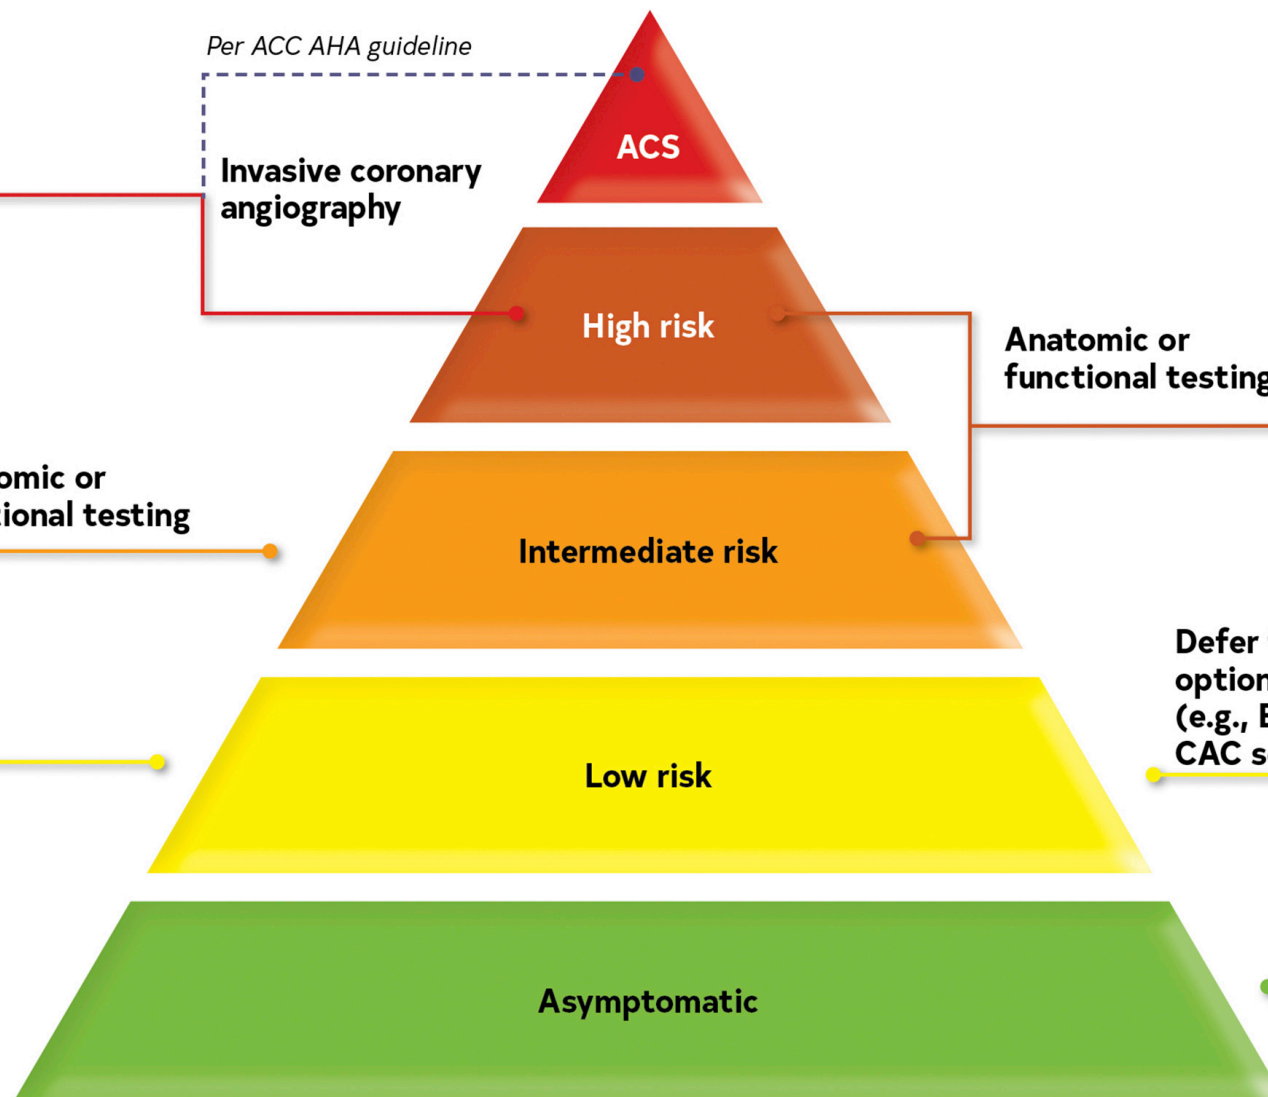 Per ACC AHA guideline
ACS
Invasive coronary
angiography
High risk
Anatomic or
functional testing
omic or
tional testing
Intermediate risk
Defer
option
(e.g.,
CAC
Low risk
Asymptomatic